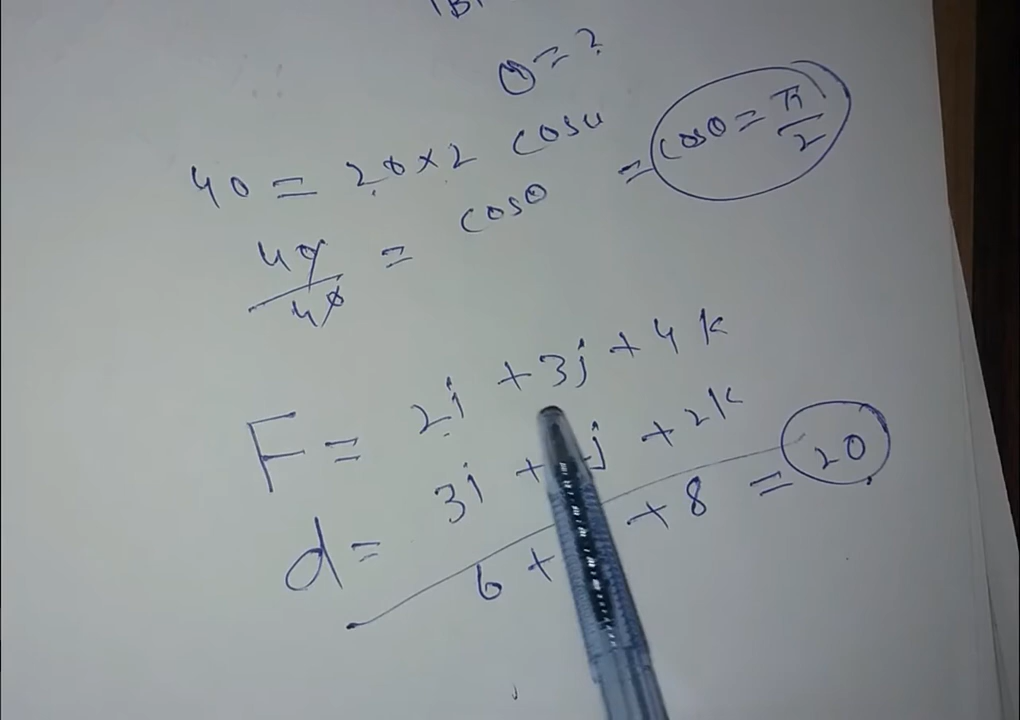 |B|
θ = ?
40 = 20 × 2 cosθ
40/40 = cosθ = cosθ = π/2
F = 2i + 3j + 4k
d = 3i + j + 2k
6 + + 8 = 20